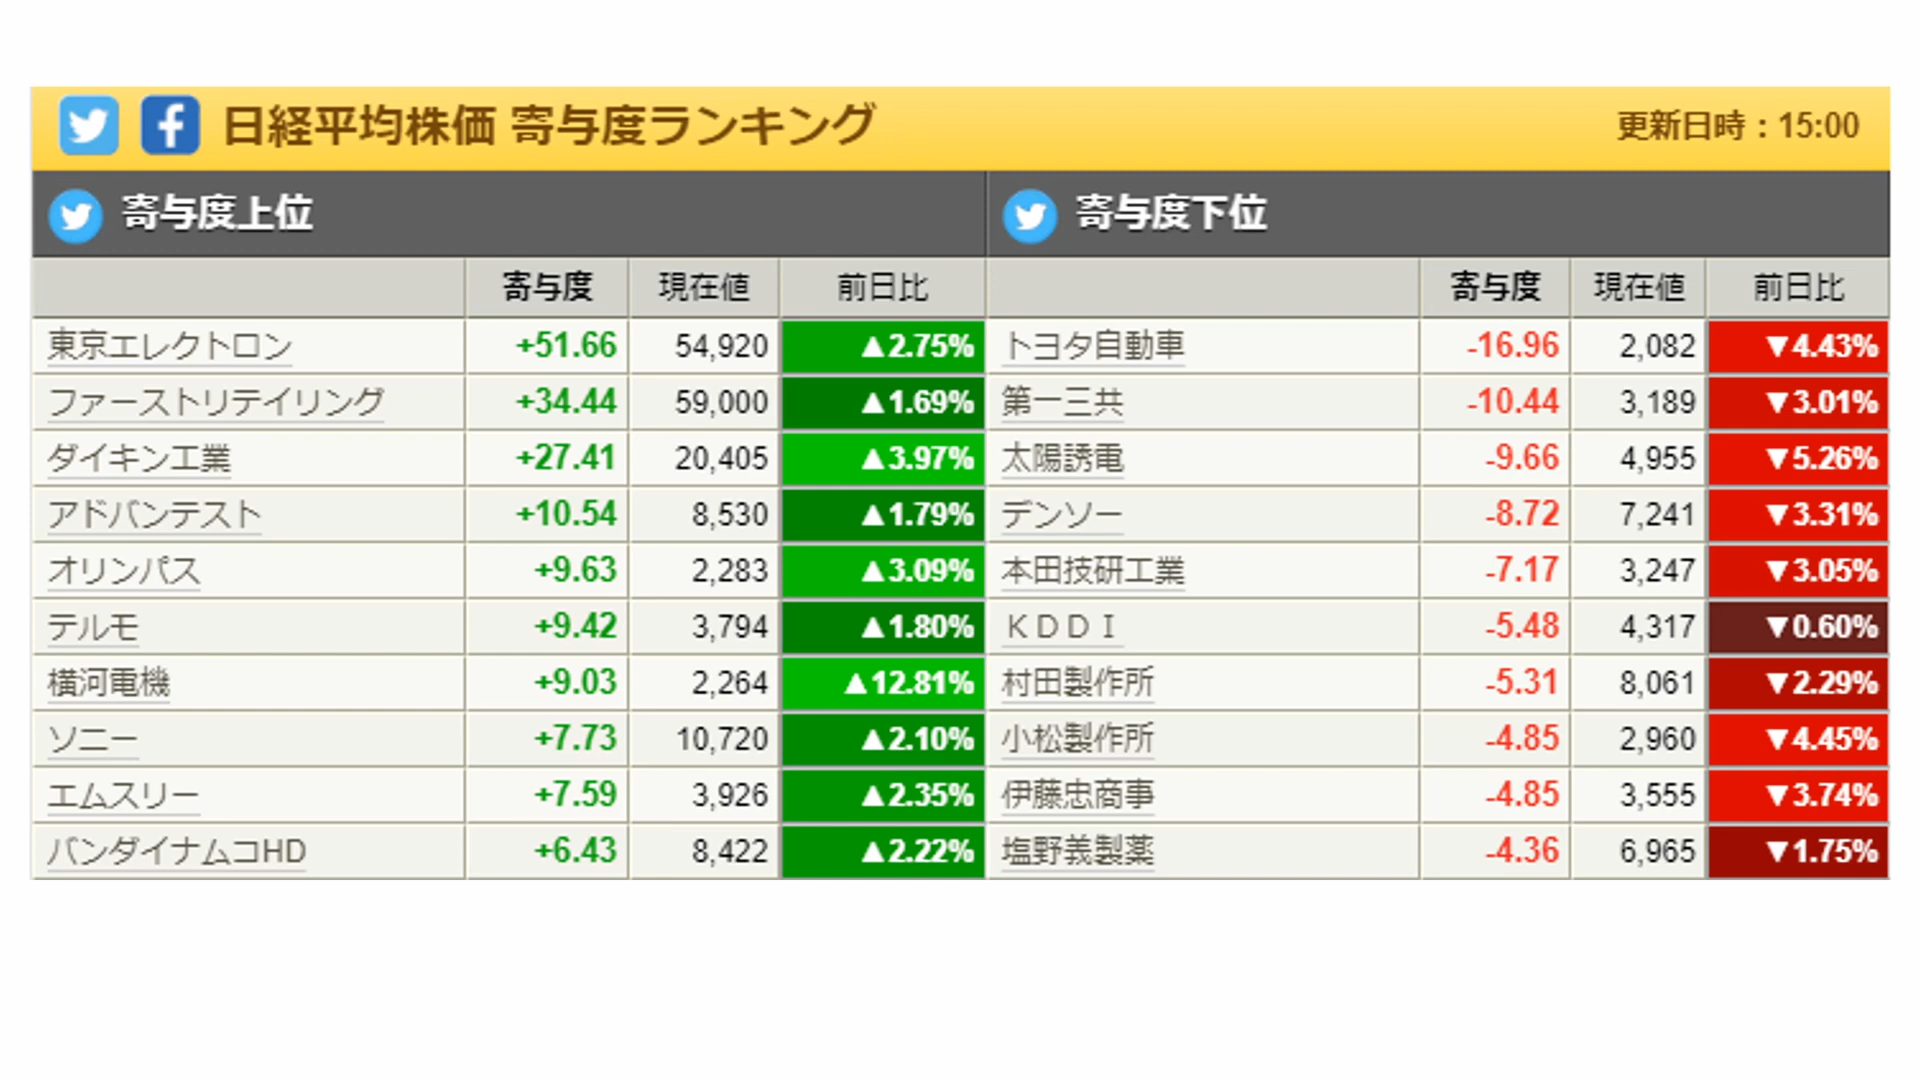 日経平均株価 寄与度ランキング 更新日時：15:00
寄与度上位 寄与度下位
寄与度 現在値 前日比 寄与度 現在値 前日比
東京エレクトロン +51.66 54,920 ▲2.75% トヨタ自動車 -16.96 2,082 ▼4.43%
ファーストリテイリング +34.44 59,000 ▲1.69% 第一三共 -10.44 3,189 ▼3.01%
ダイキン工業 +27.41 20,405 ▲3.97% 太陽誘電 -9.66 4,955 ▼5.26%
アドバンテスト +10.54 8,530 ▲1.79% デンソー -8.72 7,241 ▼3.31%
オリンパス +9.63 2,283 ▲3.09% 本田技研工業 -7.17 3,247 ▼3.05%
テルモ +9.42 3,794 ▲1.80% ＫＤＤＩ -5.48 4,317 ▼0.60%
横河電機 +9.03 2,264 ▲12.81% 村田製作所 -5.31 8,061 ▼2.29%
ソニー +7.73 10,720 ▲2.10% 小松製作所 -4.85 2,960 ▼4.45%
エムスリー +7.59 3,926 ▲2.35% 伊藤忠商事 -4.85 3,555 ▼3.74%
バンダイナムコHD +6.43 8,422 ▲2.22% 塩野義製薬 -4.36 6,965 ▼1.75%